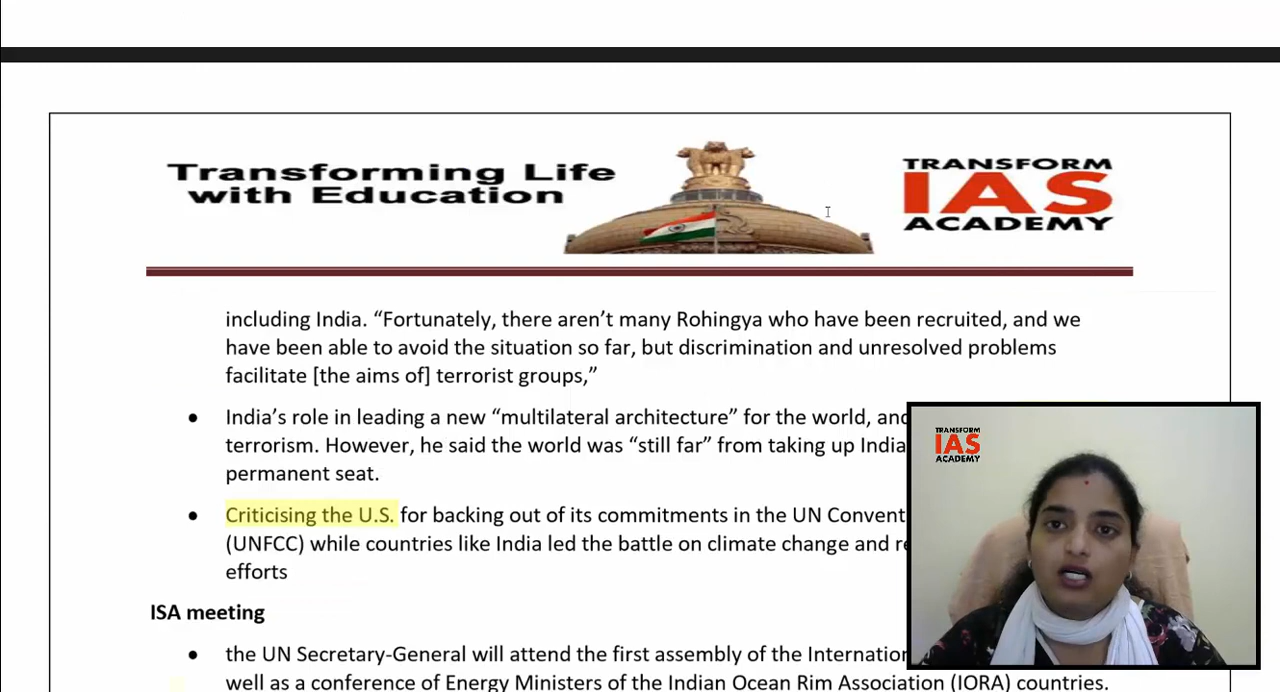 Transforming Life
with Education
TRANSFORM
IAS
ACADEMY
including India. “Fortunately, there aren’t many Rohingya who have been recruited, and we
have been able to avoid the situation so far, but discrimination and unresolved problems
facilitate [the aims of] terrorist groups,”
• India’s role in leading a new “multilateral architecture” for the world, and
terrorism. However, he said the world was “still far” from taking up India
permanent seat.
• Criticising the U.S. for backing out of its commitments in the UN Convent
(UNFCC) while countries like India led the battle on climate change and re
efforts
TRANSFORM
IAS
ACADEMY
ISA meeting
• the UN Secretary-General will attend the first assembly of the Internation
well as a conference of Energy Ministers of the Indian Ocean Rim Association (IORA) countries.